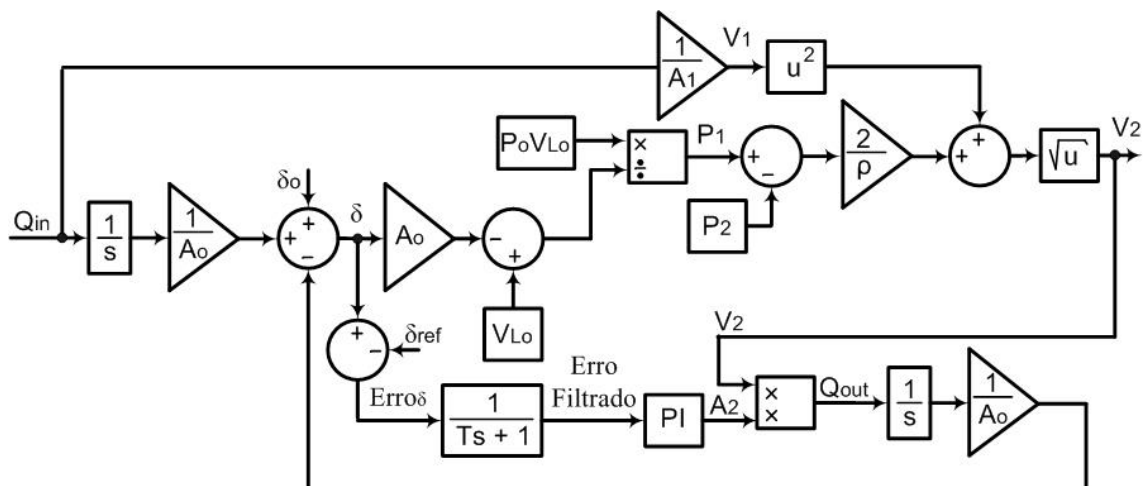 1
A1
V1
u²
PoVLo
×
÷
P1
+
−
2
ρ
+
+
√u
V2
Qin
1
s
1
Ao
δo
+
+
−
δ
Ao
−
+
VLo
P2
+
−
δref
Erroδ
1
Ts + 1
Erro
Filtrado
PI
A2
V2
×
×
Qout
1
s
1
Ao